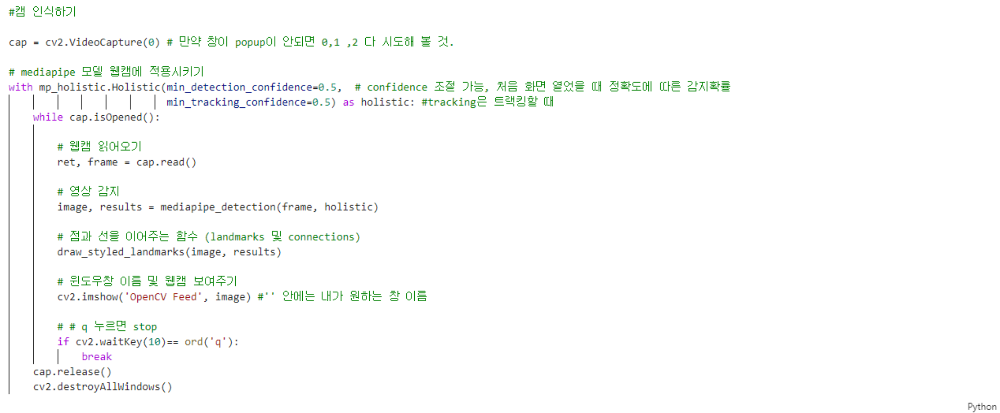 #캠 인식하기
cap = cv2.VideoCapture(0) # 만약 창이 popup이 안되면 0,1 ,2 다 시도해 볼 것.
# mediapipe 모델 웹캠에 적용시키기
with mp_holistic.Holistic(min_detection_confidence=0.5,  # confidence 조절 가능, 처음 화면 열었을 때 정확도에 따른 감지확률
min_tracking_confidence=0.5) as holistic: #tracking은 트랙킹할 때
while cap.isOpened():
# 웹캠 읽어오기
ret, frame = cap.read()
# 영상 감지
image, results = mediapipe_detection(frame, holistic)
# 점과 선을 이어주는 함수 (landmarks 및 connections)
draw_styled_landmarks(image, results)
# 윈도우창 이름 및 웹캠 보여주기
cv2.imshow('OpenCV Feed', image) #'' 안에는 내가 원하는 창 이름
# # q 누르면 stop
if cv2.waitKey(10)== ord('q'):
break
cap.release()
cv2.destroyAllWindows()
Python